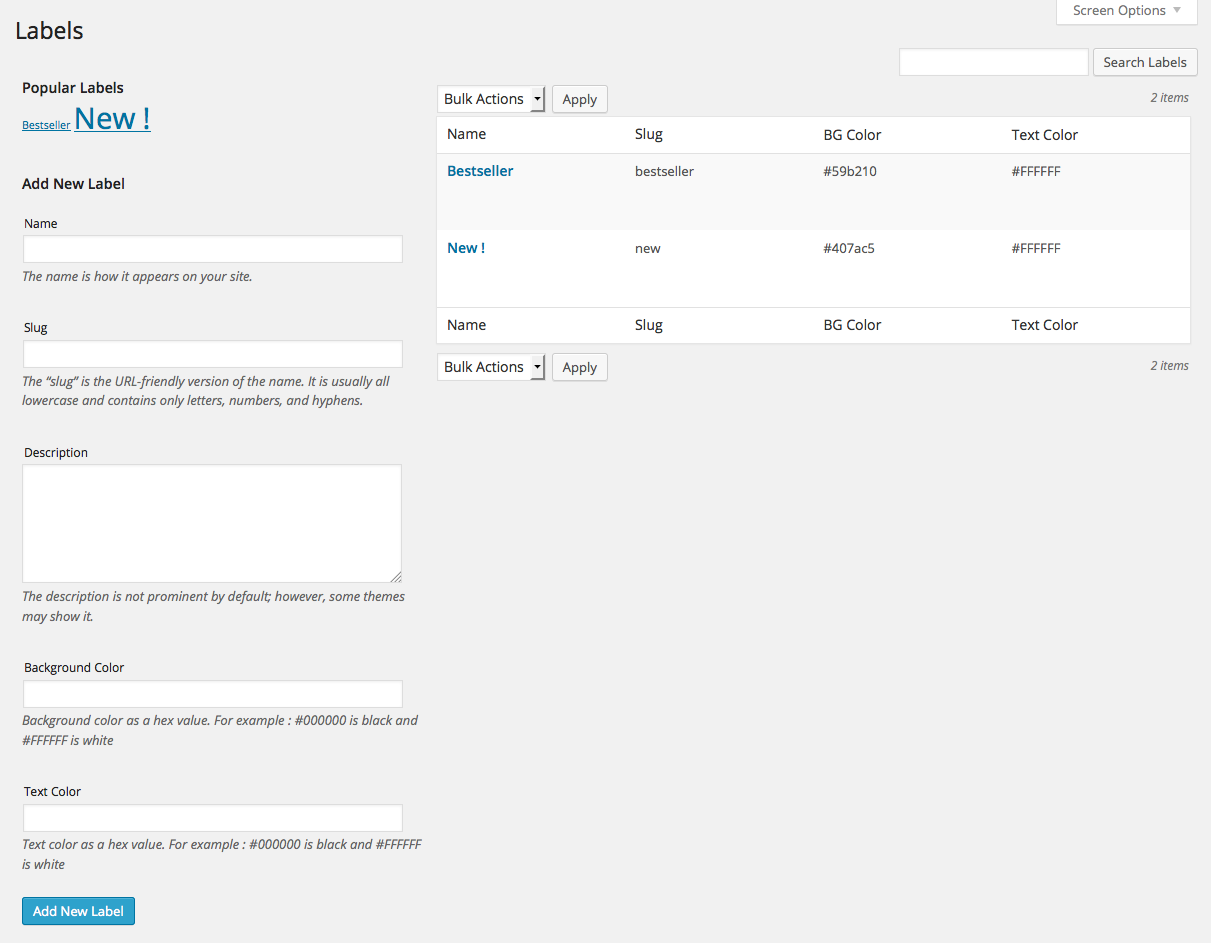 Screen Options
Labels
Search Labels
Popular Labels
Bestseller New !
Add New Label
Name
The name is how it appears on your site.
Slug
The “slug” is the URL-friendly version of the name. It is usually all
lowercase and contains only letters, numbers, and hyphens.
Description
The description is not prominent by default; however, some themes
may show it.
Background Color
Background color as a hex value. For example : #000000 is black and
#FFFFFF is white
Text Color
Text color as a hex value. For example : #000000 is black and #FFFFFF
is white
Add New Label
Bulk Actions Apply 2 items
Name Slug BG Color Text Color
Bestseller bestseller #59b210 #FFFFFF
New ! new #407ac5 #FFFFFF
Name Slug BG Color Text Color
Bulk Actions Apply 2 items